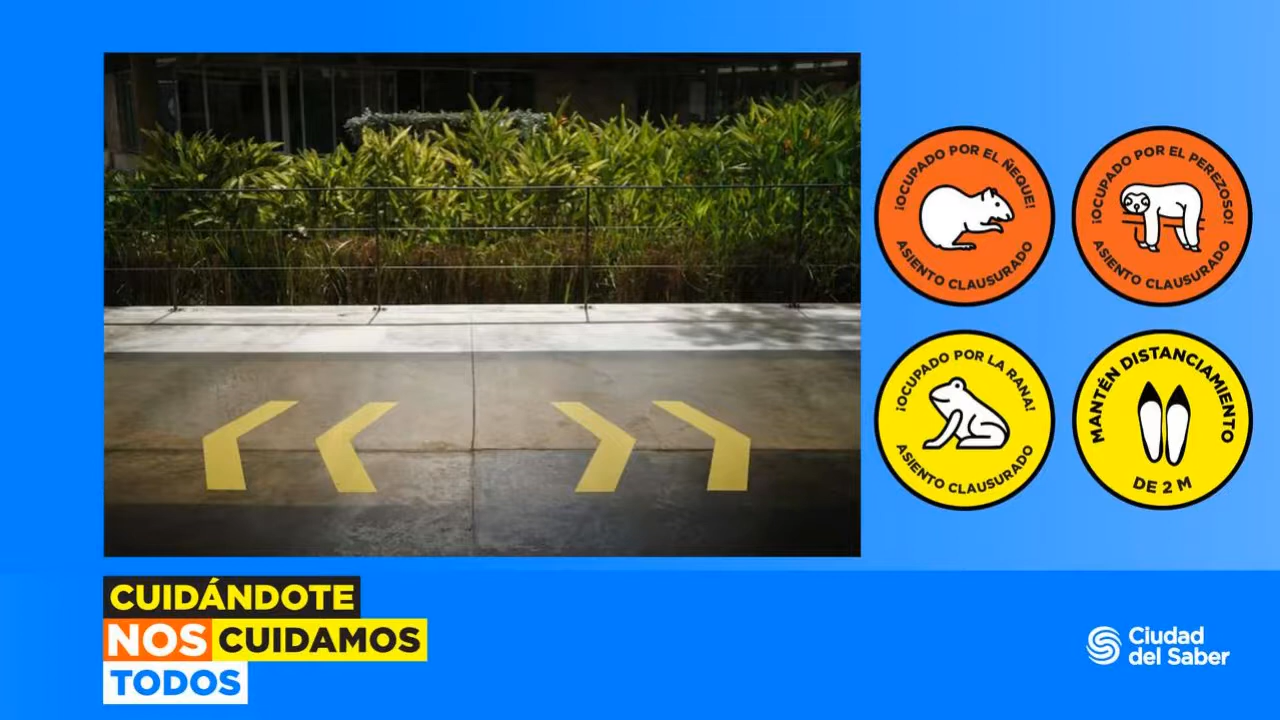 ¡OCUPADO POR EL ÑEQUE!
ASIENTO CLAUSURADO
¡OCUPADO POR EL PEREZOSO!
ASIENTO CLAUSURADO
¡OCUPADO POR LA RANA!
ASIENTO CLAUSURADO
MANTÉN DISTANCIAMIENTO
DE 2 M
CUIDÁNDOTE
NOS CUIDAMOS
TODOS
Ciudad
del Saber